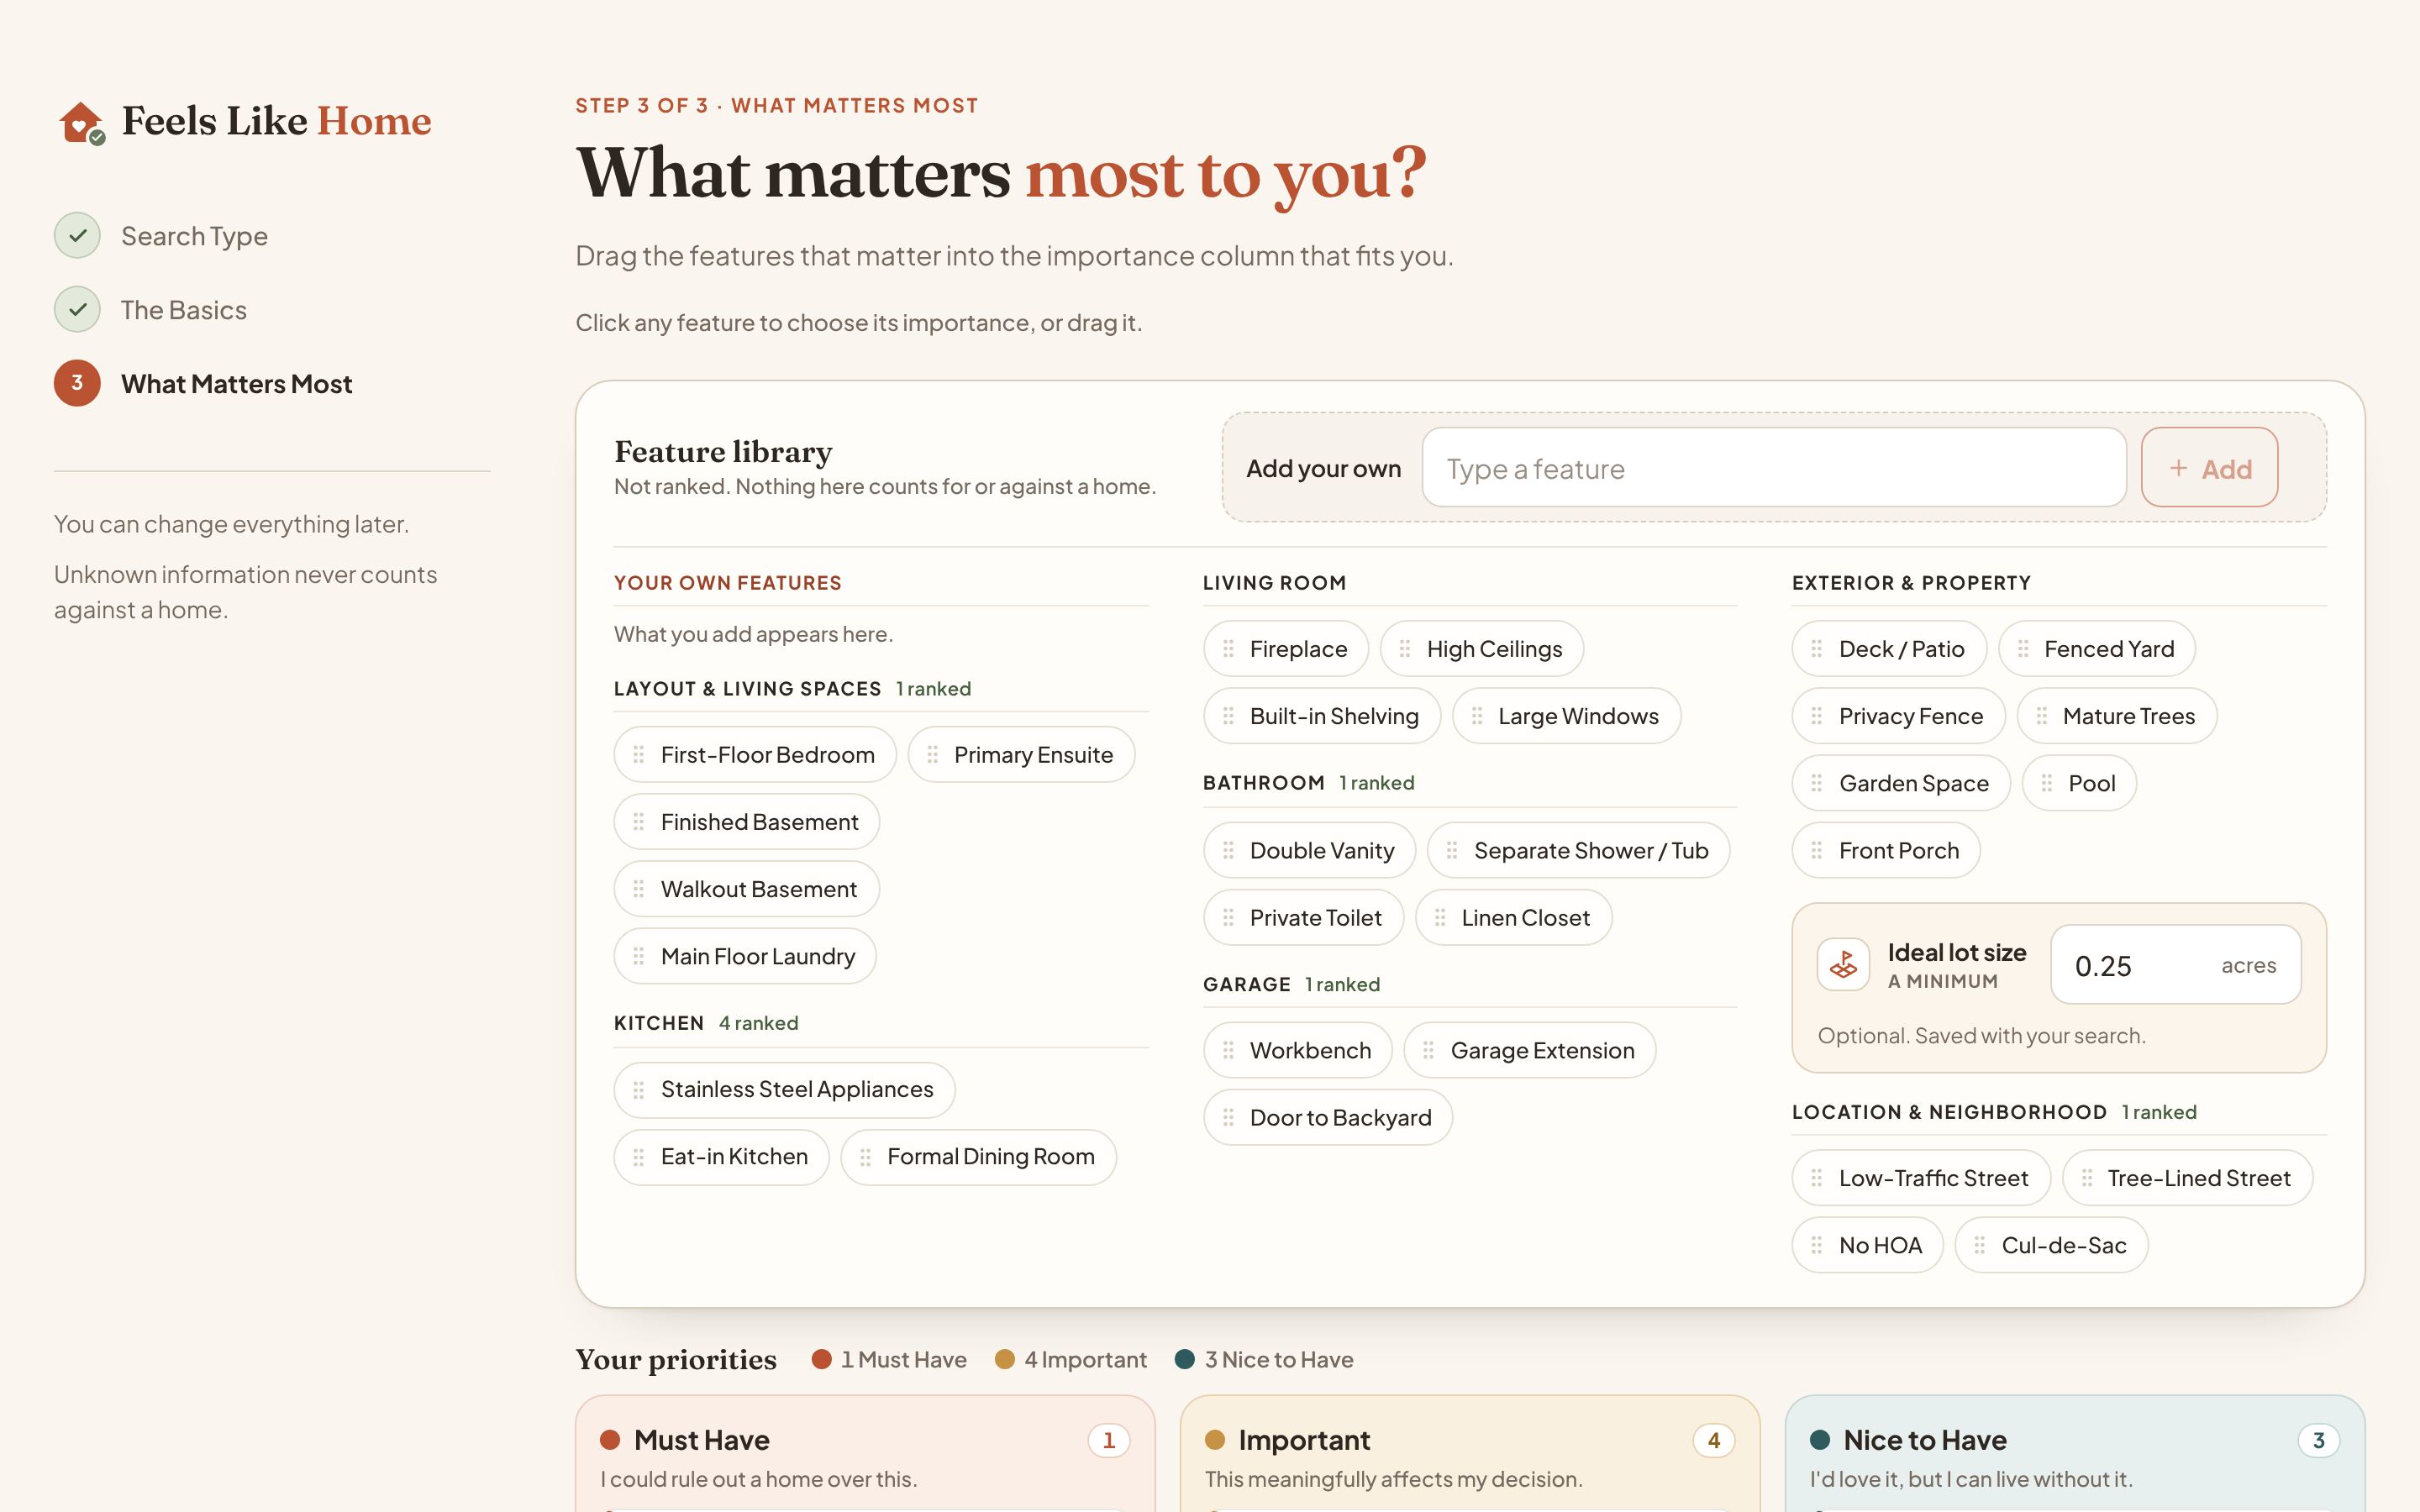 Feels Like Home
Search Type
The Basics
3 What Matters Most
You can change everything later.
Unknown information never counts
against a home.
STEP 3 OF 3 · WHAT MATTERS MOST
What matters most to you?
Drag the features that matter into the importance column that fits you.
Click any feature to choose its importance, or drag it.
Feature library
Not ranked. Nothing here counts for or against a home.
Add your own
Type a feature
+ Add
YOUR OWN FEATURES
What you add appears here.
LAYOUT & LIVING SPACES 1 ranked
First-Floor Bedroom
Primary Ensuite
Finished Basement
Walkout Basement
Main Floor Laundry
KITCHEN 4 ranked
Stainless Steel Appliances
Eat-in Kitchen
Formal Dining Room
LIVING ROOM
Fireplace
High Ceilings
Built-in Shelving
Large Windows
BATHROOM 1 ranked
Double Vanity
Separate Shower / Tub
Private Toilet
Linen Closet
GARAGE 1 ranked
Workbench
Garage Extension
Door to Backyard
EXTERIOR & PROPERTY
Deck / Patio
Fenced Yard
Privacy Fence
Mature Trees
Garden Space
Pool
Front Porch
Ideal lot size
A MINIMUM
0.25 acres
Optional. Saved with your search.
LOCATION & NEIGHBORHOOD 1 ranked
Low-Traffic Street
Tree-Lined Street
No HOA
Cul-de-Sac
Your priorities
1 Must Have
4 Important
3 Nice to Have
Must Have 1
I could rule out a home over this.
Important 4
This meaningfully affects my decision.
Nice to Have 3
I'd love it, but I can live without it.